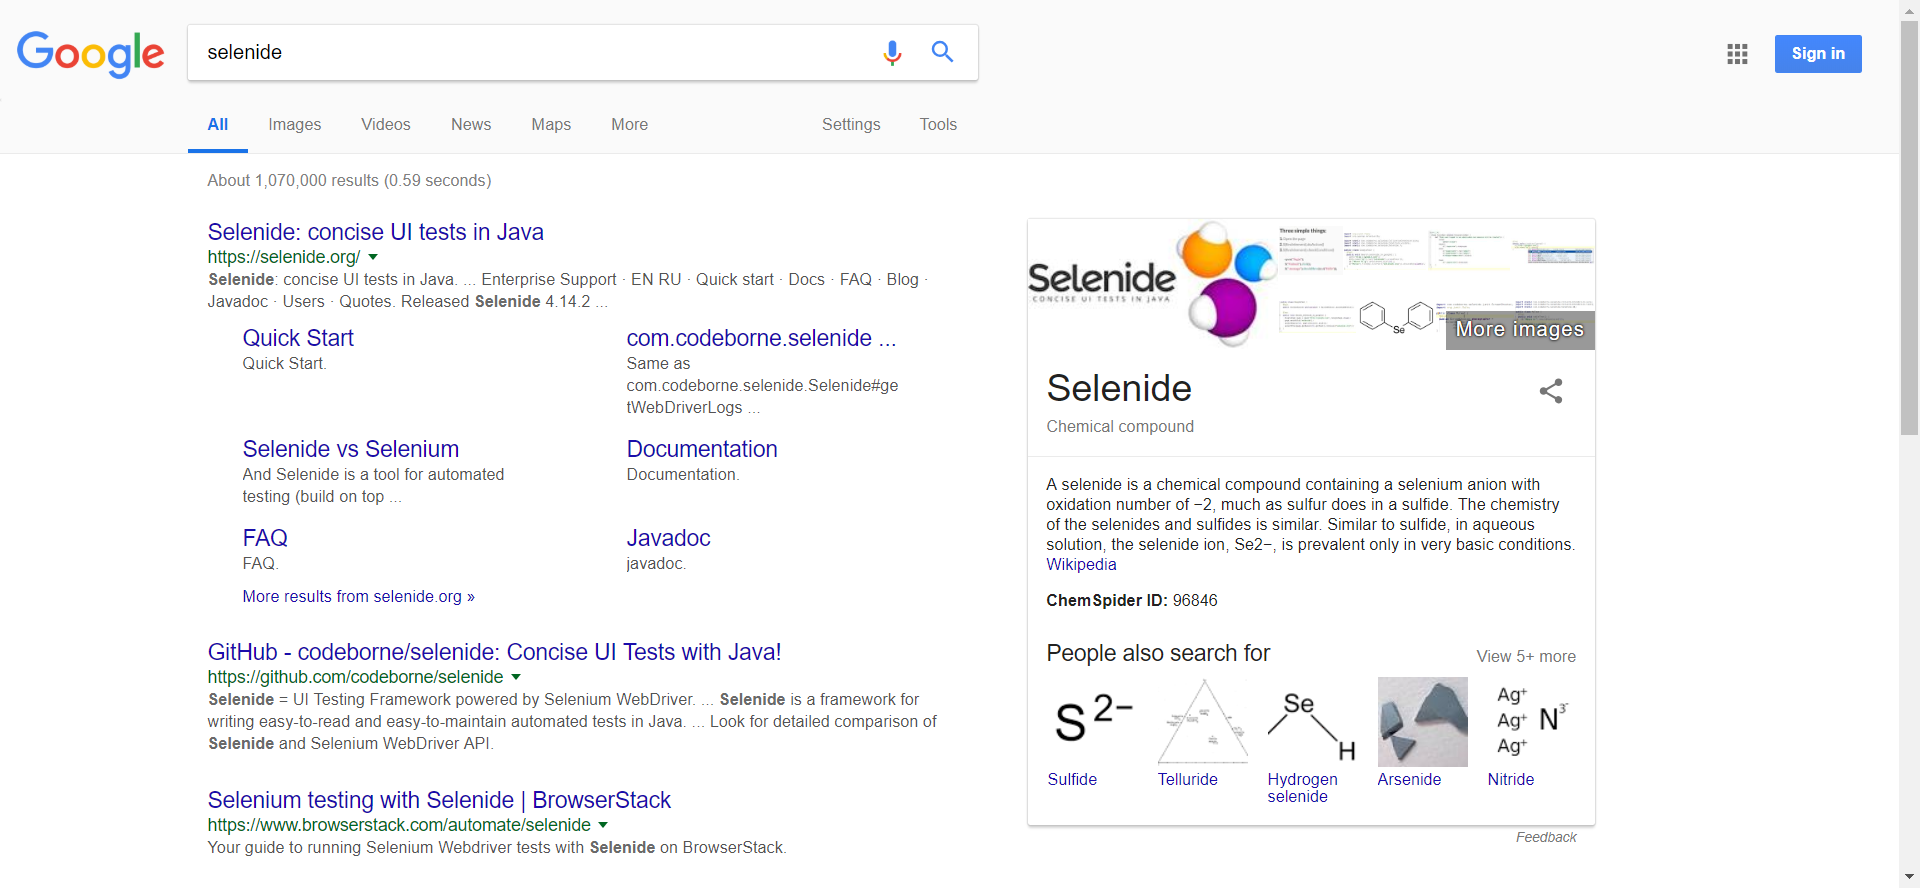 Google
selenide
Sign in
All
Images
Videos
News
Maps
More
Settings
Tools
About 1,070,000 results (0.59 seconds)
Selenide: concise UI tests in Java
https://selenide.org/
Selenide: concise UI tests in Java. ... Enterprise Support · EN RU · Quick start · Docs · FAQ · Blog ·
Javadoc · Users · Quotes. Released Selenide 4.14.2 ...
Quick Start
Quick Start.
com.codeborne.selenide ...
Same as
com.codeborne.selenide.Selenide#ge
tWebDriverLogs ...
Selenide vs Selenium
And Selenide is a tool for automated
testing (build on top ...
Documentation
Documentation.
FAQ
FAQ.
Javadoc
javadoc.
More results from selenide.org »
GitHub - codeborne/selenide: Concise UI Tests with Java!
https://github.com/codeborne/selenide
Selenide = UI Testing Framework powered by Selenium WebDriver. ... Selenide is a framework for
writing easy-to-read and easy-to-maintain automated tests in Java. ... Look for detailed comparison of
Selenide and Selenium WebDriver API.
Selenium testing with Selenide | BrowserStack
https://www.browserstack.com/automate/selenide
Your guide to running Selenium Webdriver tests with Selenide on BrowserStack.
Selenide
CONCISE UI TESTS IN JAVA
Three simple things:
Se
More images
Selenide
Chemical compound
A selenide is a chemical compound containing a selenium anion with
oxidation number of −2, much as sulfur does in a sulfide. The chemistry
of the selenides and sulfides is similar. Similar to sulfide, in aqueous
solution, the selenide ion, Se2−, is prevalent only in very basic conditions.
Wikipedia
ChemSpider ID: 96846
People also search for
View 5+ more
S 2−
Se
H
Ag+
Ag+ N 3-
Ag+
Sulfide
Telluride
Hydrogen
selenide
Arsenide
Nitride
Feedback